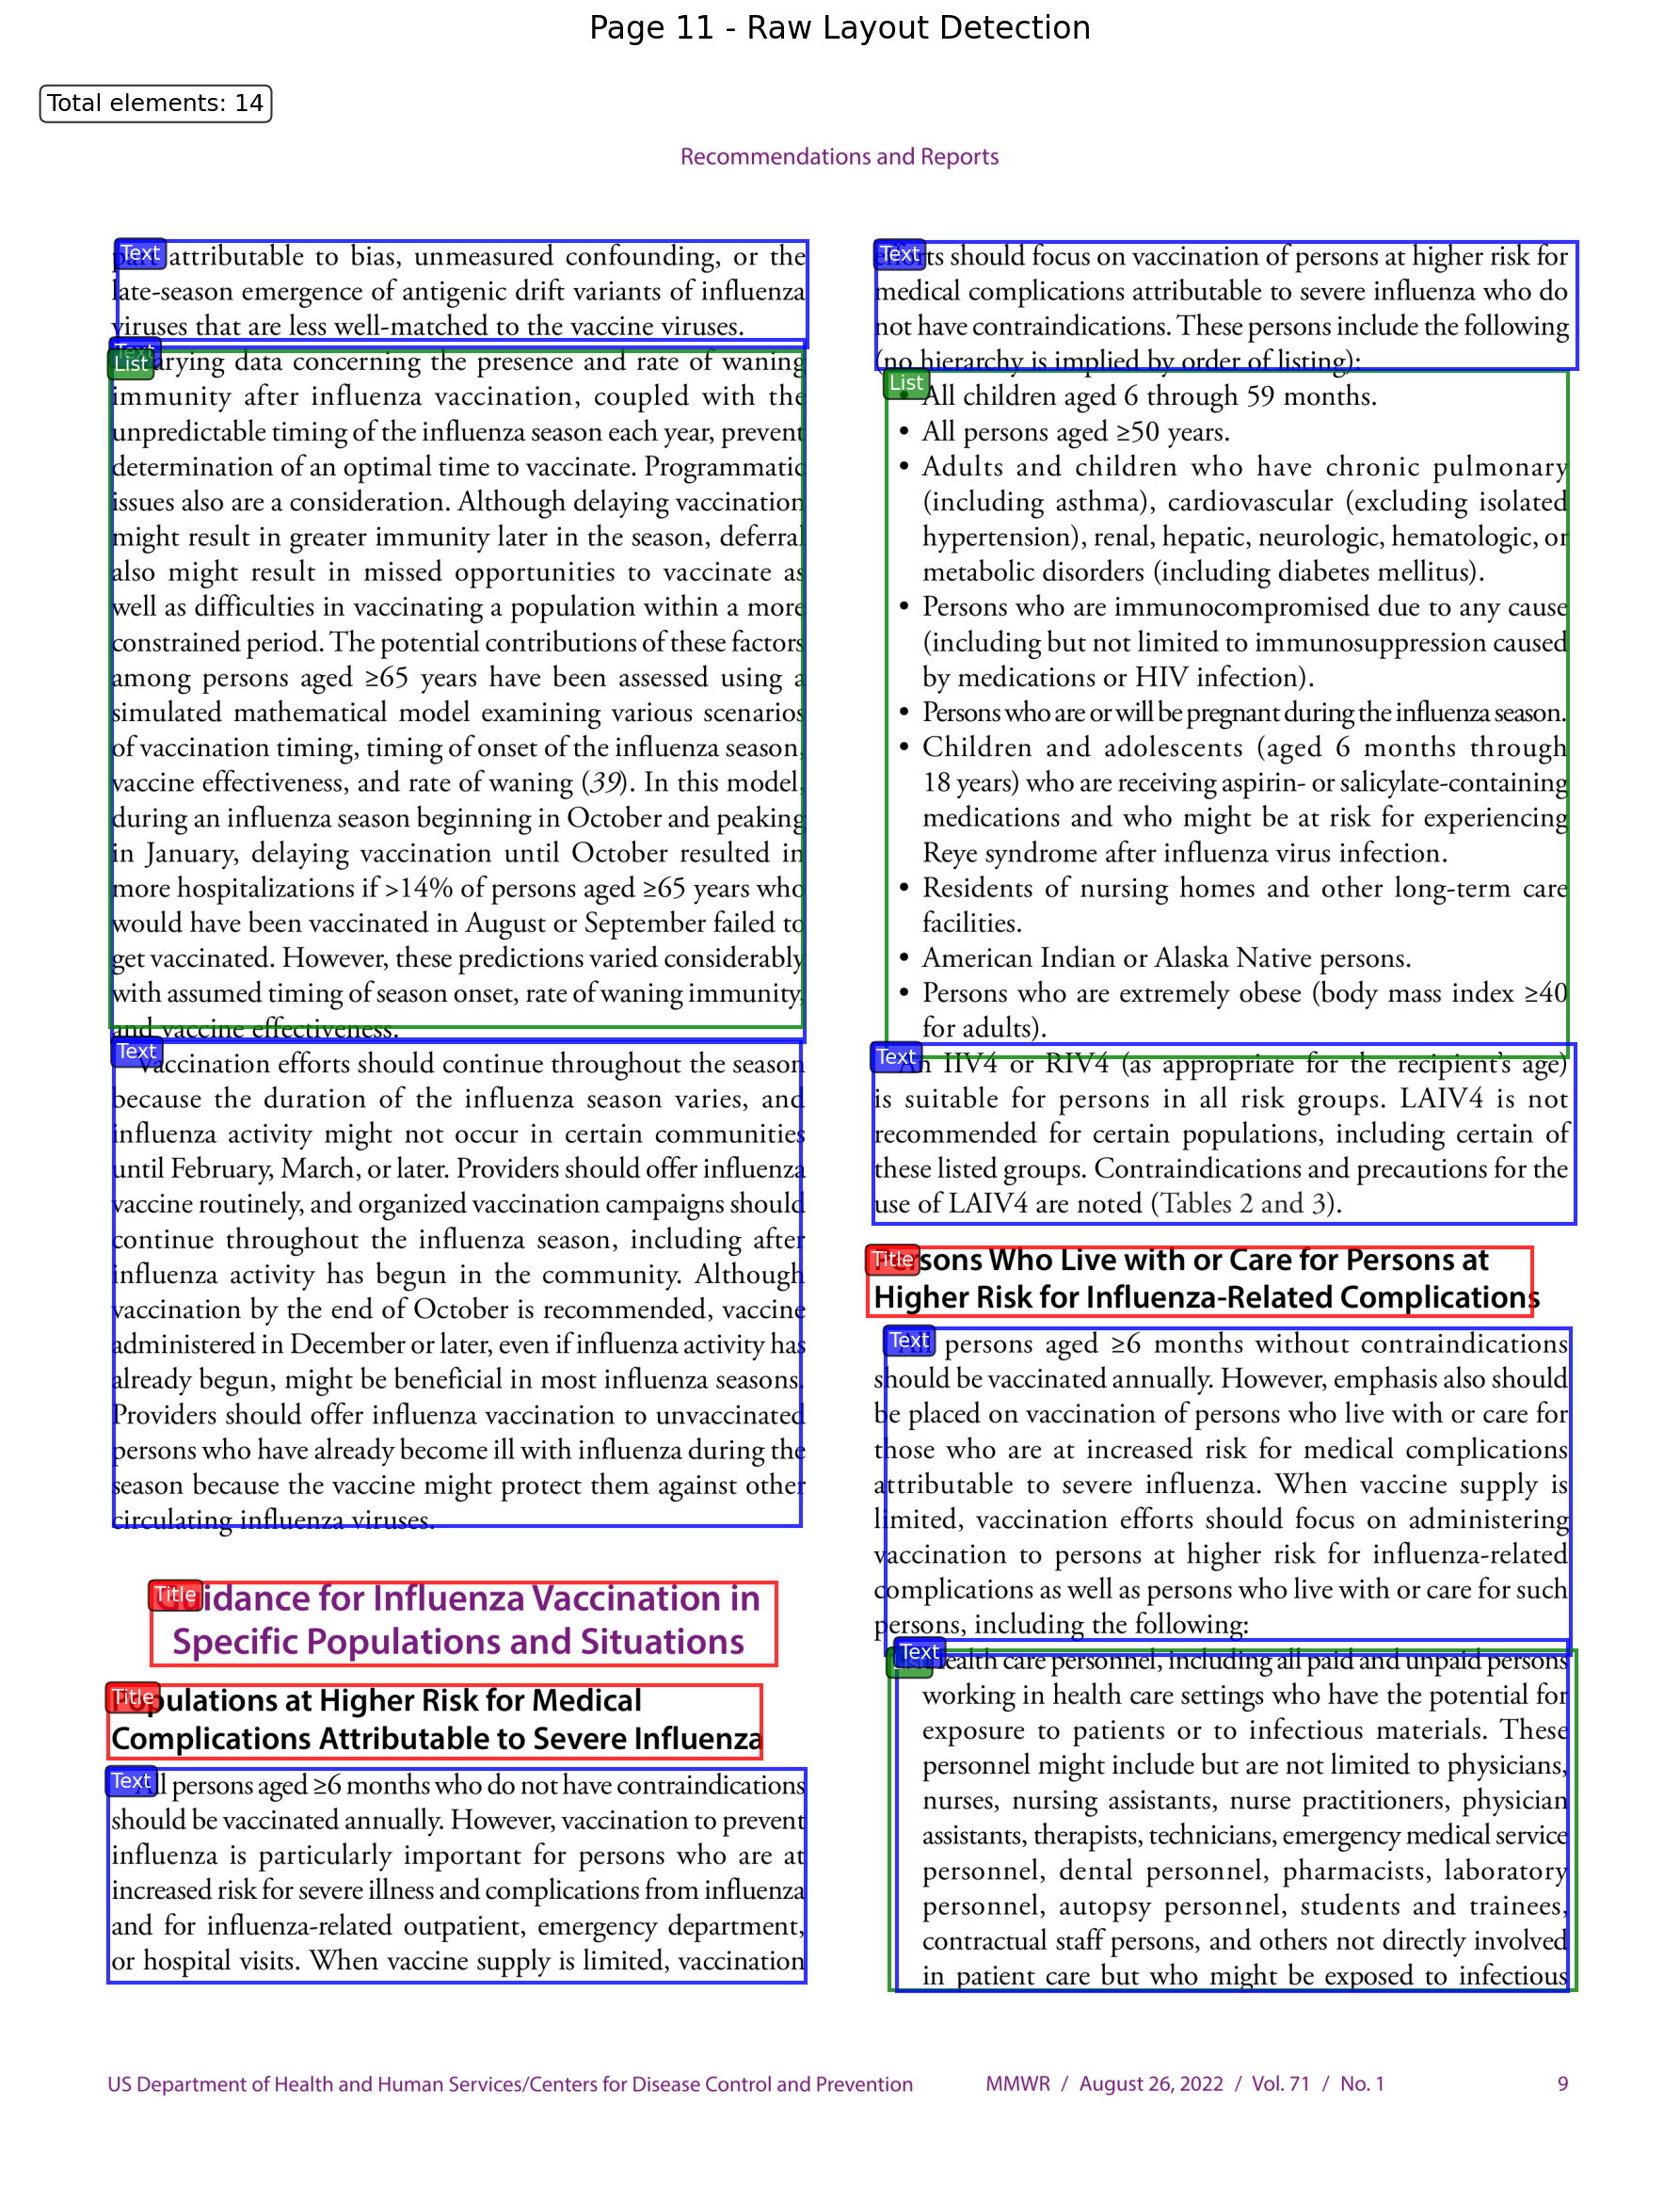 Page 11 - Raw Layout Detection
Total elements: 14
Recommendations and Reports
Text
attributable to bias, unmeasured confounding, or the
late-season emergence of antigenic drift variants of influenza
viruses that are less well-matched to the vaccine viruses.
Text
List
arying data concerning the presence and rate of waning
immunity after influenza vaccination, coupled with the
unpredictable timing of the influenza season each year, prevent
determination of an optimal time to vaccinate. Programmatic
issues also are a consideration. Although delaying vaccination
might result in greater immunity later in the season, deferral
also might result in missed opportunities to vaccinate as
well as difficulties in vaccinating a population within a more
constrained period. The potential contributions of these factors
among persons aged ≥65 years have been assessed using a
simulated mathematical model examining various scenarios
of vaccination timing, timing of onset of the influenza season,
vaccine effectiveness, and rate of waning (39). In this model,
during an influenza season beginning in October and peaking
in January, delaying vaccination until October resulted in
more hospitalizations if >14% of persons aged ≥65 years who
would have been vaccinated in August or September failed to
get vaccinated. However, these predictions varied considerably
with assumed timing of season onset, rate of waning immunity,
and vaccine effectiveness.
Text
Vaccination efforts should continue throughout the season
because the duration of the influenza season varies, and
influenza activity might not occur in certain communities
until February, March, or later. Providers should offer influenza
vaccine routinely, and organized vaccination campaigns should
continue throughout the influenza season, including after
influenza activity has begun in the community. Although
vaccination by the end of October is recommended, vaccine
administered in December or later, even if influenza activity has
already begun, might be beneficial in most influenza seasons.
Providers should offer influenza vaccination to unvaccinated
persons who have already become ill with influenza during the
season because the vaccine might protect them against other
circulating influenza viruses.
Title
Guidance for Influenza Vaccination in
Specific Populations and Situations
Title
Populations at Higher Risk for Medical
Complications Attributable to Severe Influenza
Text
All persons aged ≥6 months who do not have contraindications
should be vaccinated annually. However, vaccination to prevent
influenza is particularly important for persons who are at
increased risk for severe illness and complications from influenza
and for influenza-related outpatient, emergency department,
or hospital visits. When vaccine supply is limited, vaccination
Text
efforts should focus on vaccination of persons at higher risk for
medical complications attributable to severe influenza who do
not have contraindications. These persons include the following
(no hierarchy is implied by order of listing):
List
• All children aged 6 through 59 months.
• All persons aged ≥50 years.
• Adults and children who have chronic pulmonary
(including asthma), cardiovascular (excluding isolated
hypertension), renal, hepatic, neurologic, hematologic, or
metabolic disorders (including diabetes mellitus).
• Persons who are immunocompromised due to any cause
(including but not limited to immunosuppression caused
by medications or HIV infection).
• Persons who are or will be pregnant during the influenza season.
• Children and adolescents (aged 6 months through
18 years) who are receiving aspirin- or salicylate-containing
medications and who might be at risk for experiencing
Reye syndrome after influenza virus infection.
• Residents of nursing homes and other long-term care
facilities.
• American Indian or Alaska Native persons.
• Persons who are extremely obese (body mass index ≥40
for adults).
Text
An IIV4 or RIV4 (as appropriate for the recipient's age)
is suitable for persons in all risk groups. LAIV4 is not
recommended for certain populations, including certain of
these listed groups. Contraindications and precautions for the
use of LAIV4 are noted (Tables 2 and 3).
Title
Persons Who Live with or Care for Persons at
Higher Risk for Influenza-Related Complications
Text
All persons aged ≥6 months without contraindications
should be vaccinated annually. However, emphasis also should
be placed on vaccination of persons who live with or care for
those who are at increased risk for medical complications
attributable to severe influenza. When vaccine supply is
limited, vaccination efforts should focus on administering
vaccination to persons at higher risk for influenza-related
complications as well as persons who live with or care for such
persons, including the following:
Text
Health care personnel, including all paid and unpaid persons
working in health care settings who have the potential for
exposure to patients or to infectious materials. These
personnel might include but are not limited to physicians,
nurses, nursing assistants, nurse practitioners, physician
assistants, therapists, technicians, emergency medical service
personnel, dental personnel, pharmacists, laboratory
personnel, autopsy personnel, students and trainees,
contractual staff persons, and others not directly involved
in patient care but who might be exposed to infectious
US Department of Health and Human Services/Centers for Disease Control and Prevention
MMWR / August 26, 2022 / Vol. 71 / No. 1
9